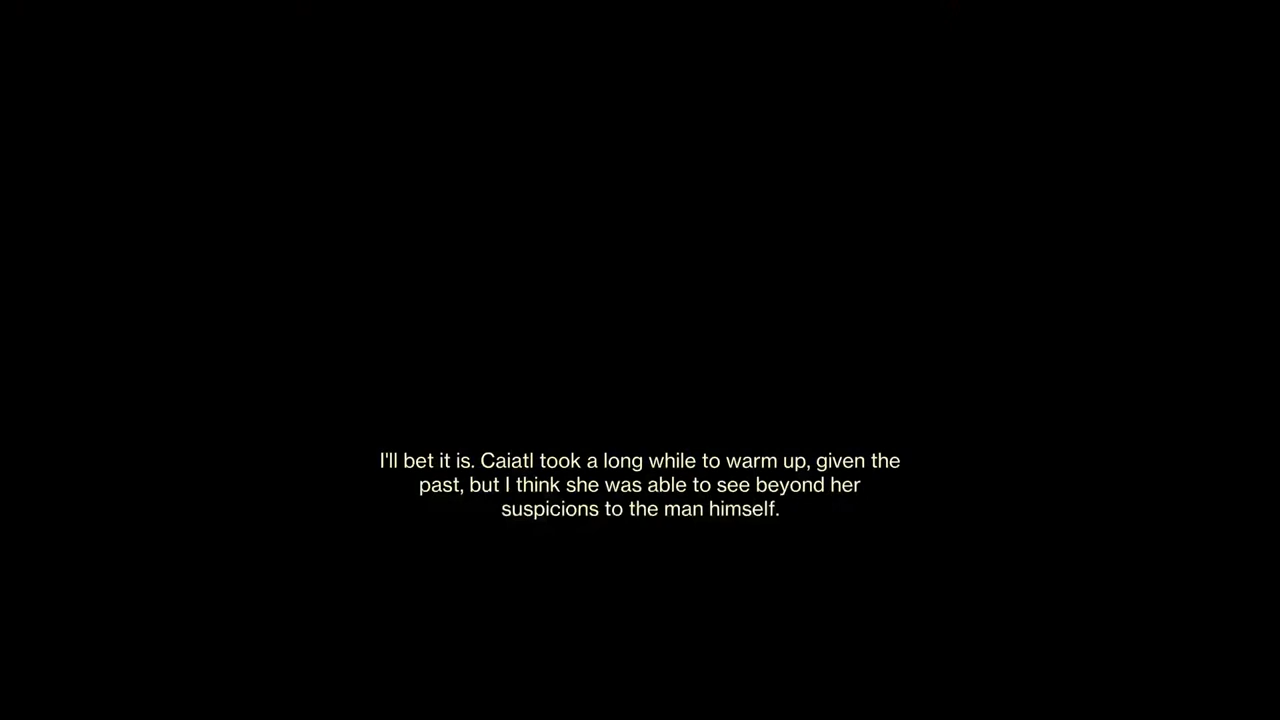 I'll bet it is. Caiatl took a long while to warm up, given the
past, but I think she was able to see beyond her
suspicions to the man himself.